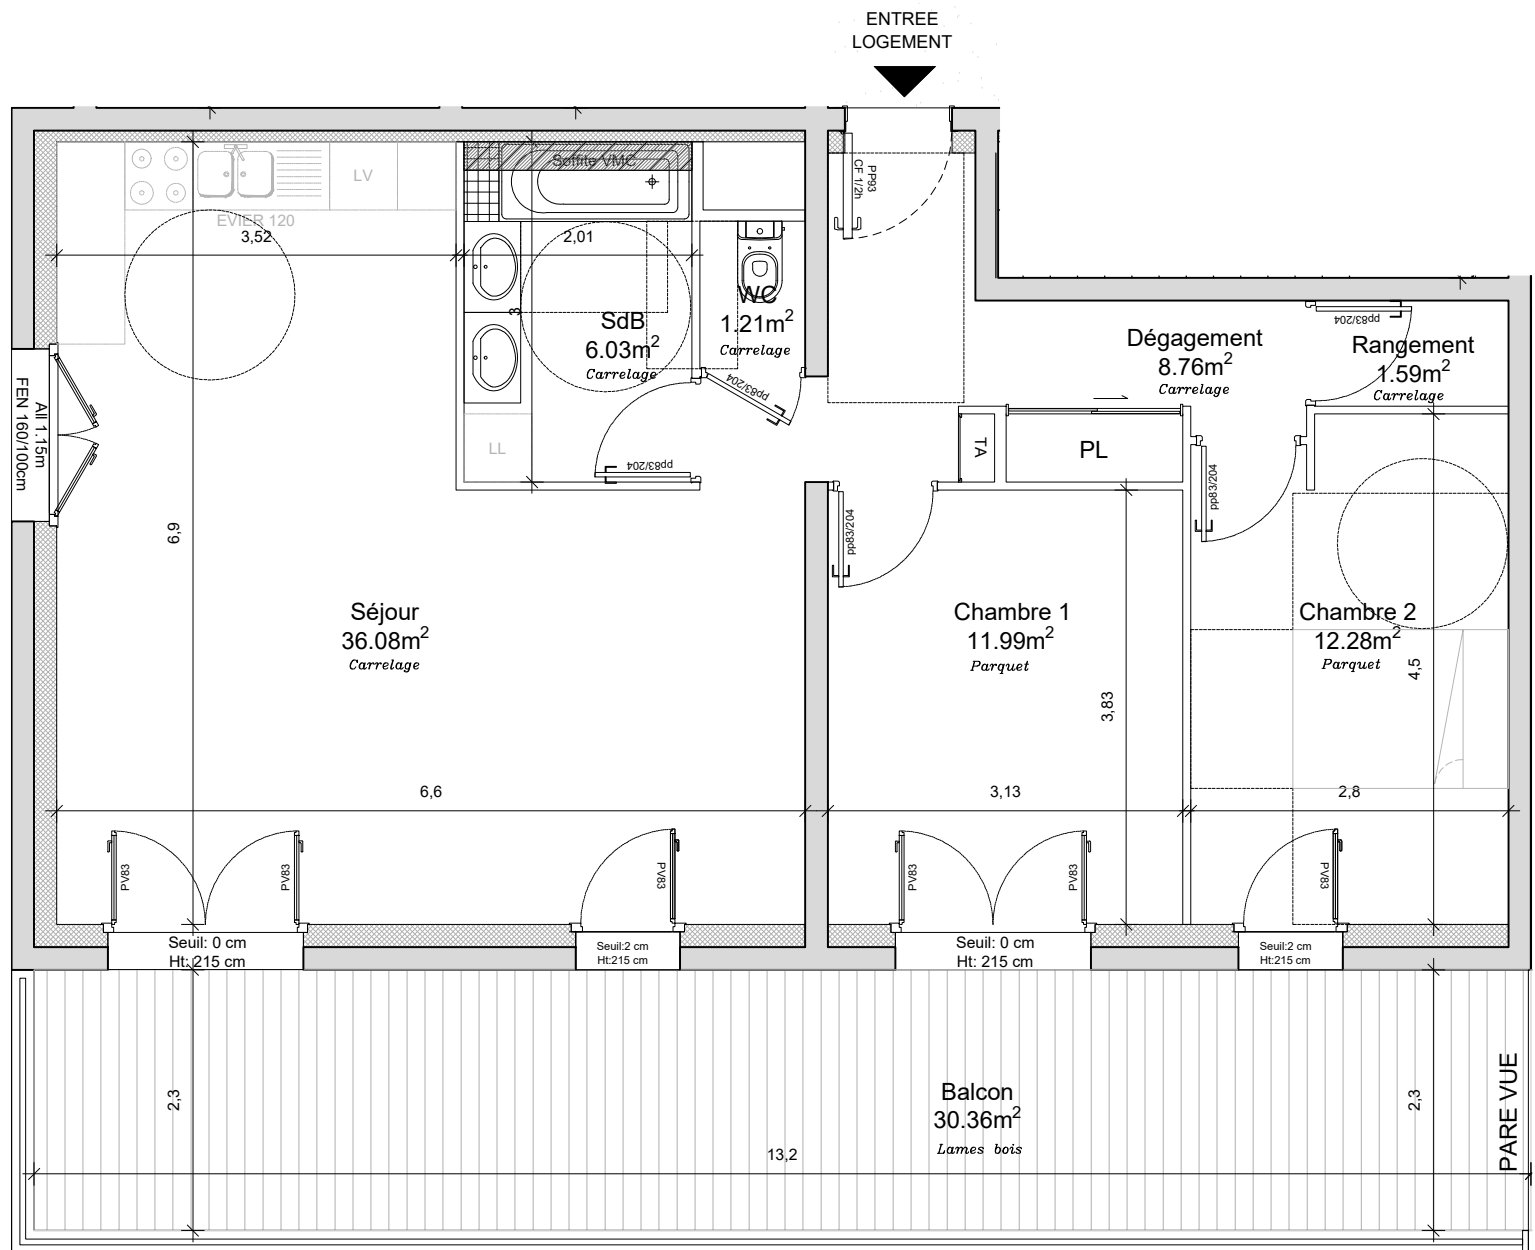 ENTREE
LOGEMENT
Soffite VMC
LV
EVIER 120
3,52
2,01
PP93
CF 1/2h
3
SdB
6.03m²
Carrelage
WC
1.21m²
Carrelage
pp83/204
Dégagement
8.76m²
Carrelage
pp83/204
Rangement
1.59m²
Carrelage
All 1.15m
FEN 160/100cm
LL
pp83/204
TA
PL
pp83/204
pp83/204
6,9
Séjour
36.08m²
Carrelage
Chambre 1
11.99m²
Parquet
Chambre 2
12.28m²
Parquet
4,5
3,83
6,6
3,13
2,8
PV83
PV83
PV83
PV83
PV83
PV83
Seuil: 0 cm
Ht: 215 cm
Seuil:2 cm
Ht:215 cm
Seuil: 0 cm
Ht: 215 cm
Seuil:2 cm
Ht:215 cm
2,3
Balcon
30.36m²
Lames bois
2,3
PARE VUE
13,2